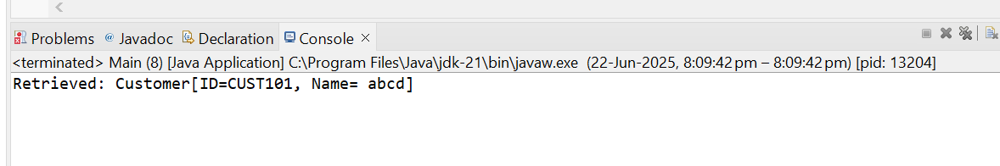 Problems Javadoc Declaration Console
<terminated> Main (8) [Java Application] C:\Program Files\Java\jdk-21\bin\javaw.exe (22-Jun-2025, 8:09:42 pm – 8:09:42 pm) [pid: 13204]
Retrieved: Customer[ID=CUST101, Name= abcd]